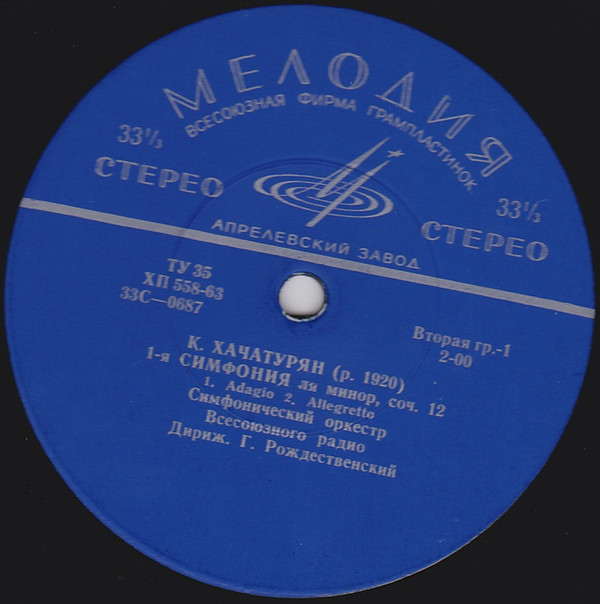 МЕЛОДИЯ
ВСЕСОЮЗНАЯ ФИРМА ГРАМПЛАСТИНОК
33⅓
СТЕРЕО
33⅓
СТЕРЕО
АПРЕЛЕВСКИЙ ЗАВОД
ТУ 35
ХП 558-63
33С—0687
Вторая гр.-1
2-00
К. ХАЧАТУРЯН (р. 1920)
1-я СИМФОНИЯ ля минор, соч. 12
1. Adagio 2. Allegretto
Симфонический оркестр
Всесоюзного радио
Дириж. Г. Рождественский